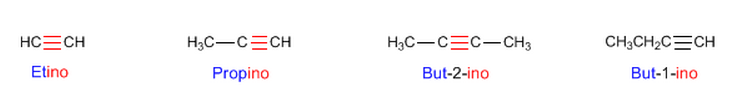 HC≡CH
H₃C—C≡CH
H₃C—C≡C—CH₃
CH₃CH₂C≡CH
Etino
Propino
But-2-ino
But-1-ino